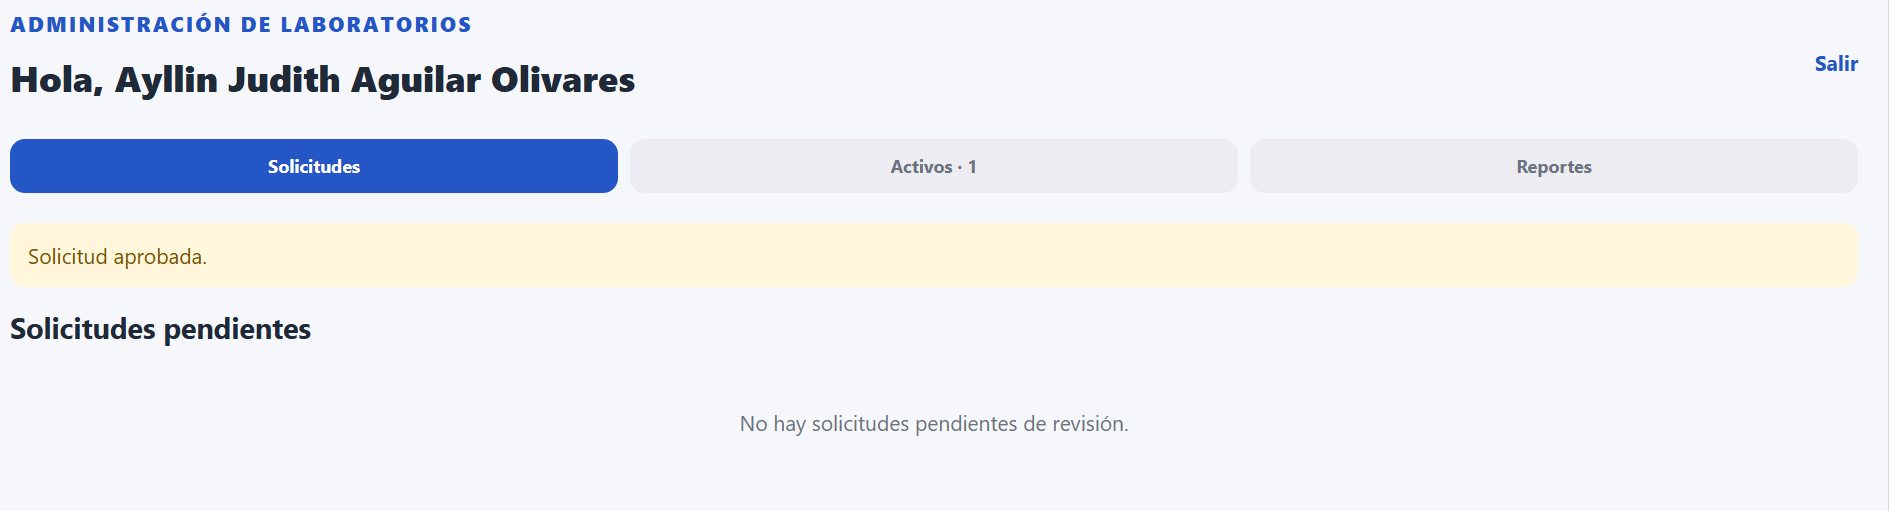 ADMINISTRACIÓN DE LABORATORIOS
Hola, Ayllin Judith Aguilar Olivares
Salir
Solicitudes
Activos · 1
Reportes
Solicitud aprobada.
Solicitudes pendientes
No hay solicitudes pendientes de revisión.